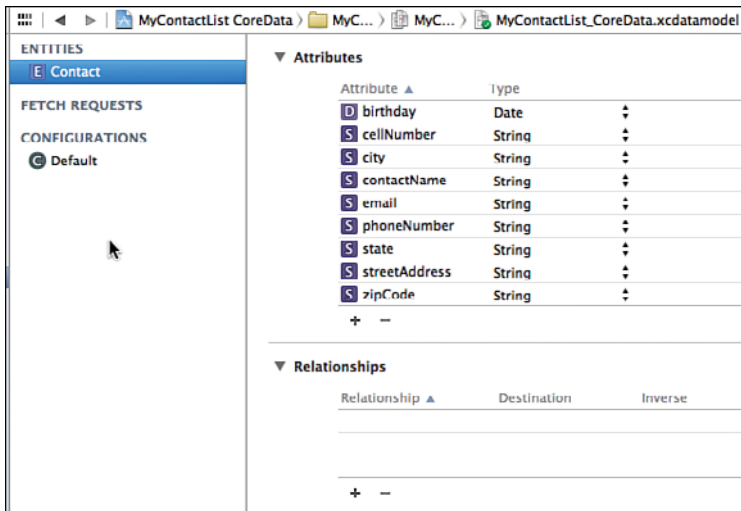 MyContactList CoreData MyC... MyC... MyContactList_CoreData.xcdatamodel
ENTITIES
E Contact
FETCH REQUESTS
CONFIGURATIONS
C Default
Attributes
Attribute Type
D birthday Date
S cellNumber String
S city String
S contactName String
S email String
S phoneNumber String
S state String
S streetAddress String
S zipCode String
+ −
Relationships
Relationship Destination Inverse
+ −